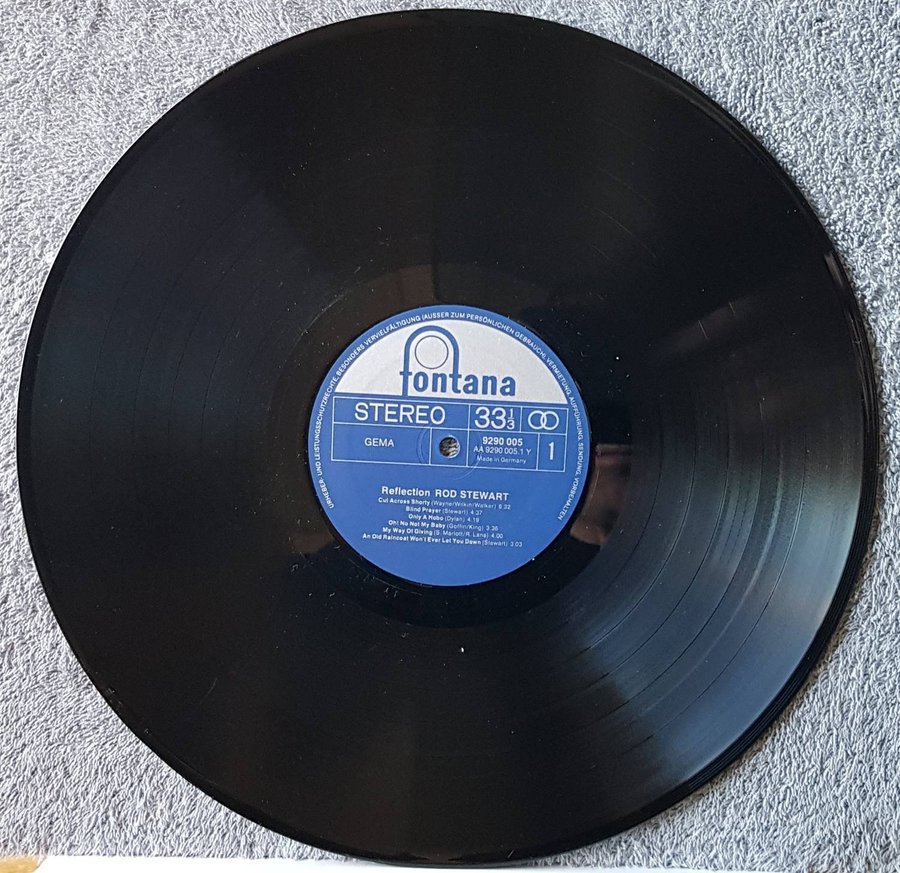 URHEBER- UND LEISTUNGSSCHUTZRECHTE, BESONDERS VERVIELFÄLTIGUNG (AUSSER ZUM PERSÖNLICHEN GEBRAUCH), VERMIETUNG, AUFFÜHRUNG, SENDUNG, VORBEHALTEN
fontana
STEREO 33 1/3
GEMA 9290 005 1
AA 9290 005.1 Y
Made in Germany
Reflection ROD STEWART
Cut Across Shorty (Wayne/Wilkin/Walker) 6.32
Blind Prayer (Stewart) 4.37
Only A Hobo (Dylan) 4.19
Oh! No Not My Baby (Goffin/King) 3.36
My Way Of Giving (S. Marriott/R. Lane) 4.00
An Old Raincoat Won't Ever Let You Down (Stewart) 3.03